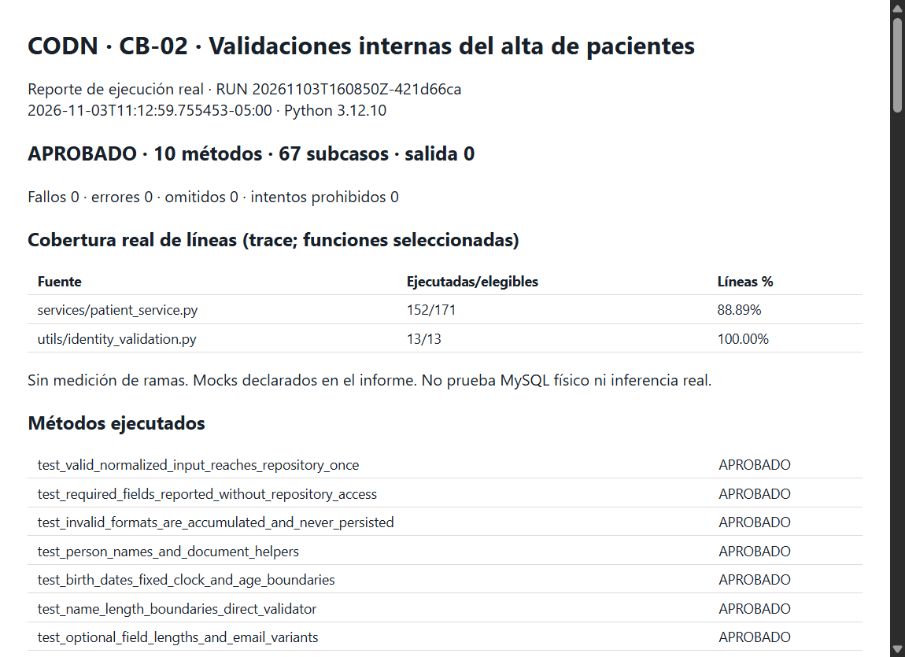 CODN · CB-02 · Validaciones internas del alta de pacientes
Reporte de ejecución real · RUN 20261103T160850Z-421d66ca
2026-11-03T11:12:59.755453-05:00 · Python 3.12.10
APROBADO · 10 métodos · 67 subcasos · salida 0
Fallos 0 · errores 0 · omitidos 0 · intentos prohibidos 0
Cobertura real de líneas (trace; funciones seleccionadas)
Fuente Ejecutadas/elegibles Líneas %
services/patient_service.py 152/171 88.89%
utils/identity_validation.py 13/13 100.00%
Sin medición de ramas. Mocks declarados en el informe. No prueba MySQL físico ni inferencia real.
Métodos ejecutados
test_valid_normalized_input_reaches_repository_once APROBADO
test_required_fields_reported_without_repository_access APROBADO
test_invalid_formats_are_accumulated_and_never_persisted APROBADO
test_person_names_and_document_helpers APROBADO
test_birth_dates_fixed_clock_and_age_boundaries APROBADO
test_name_length_boundaries_direct_validator APROBADO
test_optional_field_lengths_and_email_variants APROBADO